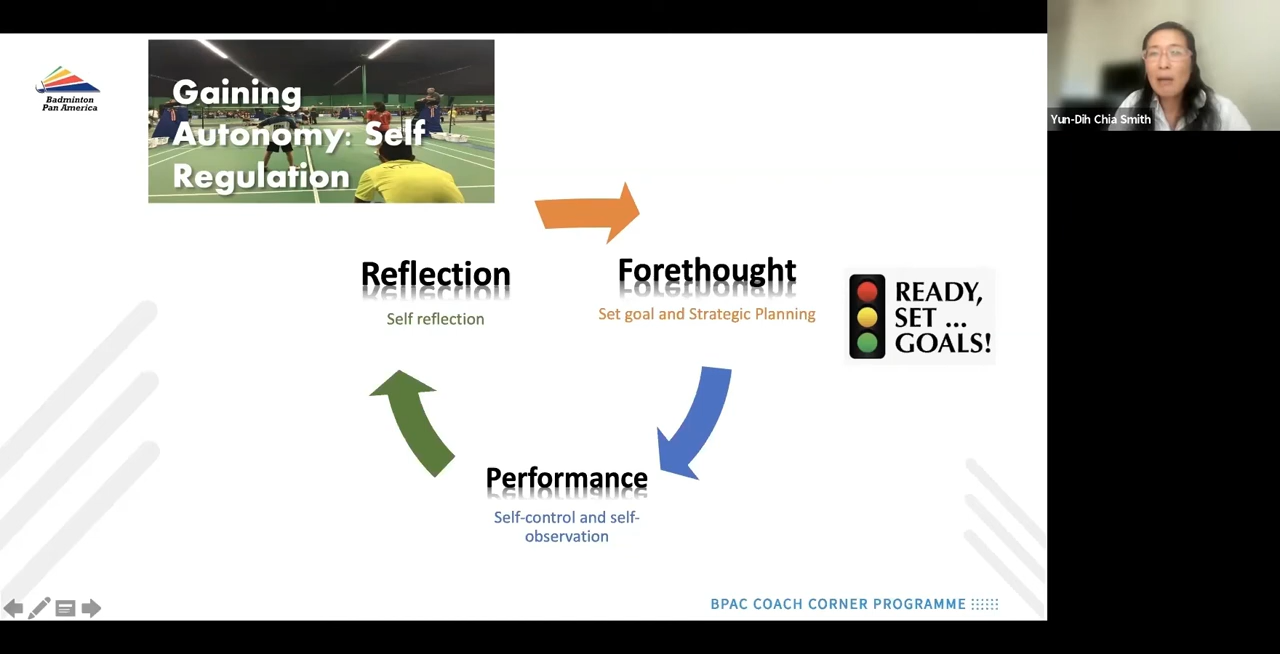 Badminton
Pan America
Gaining
Autonomy: Self
Regulation
Yun-Dih Chia Smith
Reflection
Self reflection
Forethought
Set goal and Strategic Planning
READY,
SET ...
GOALS!
Performance
Self-control and self-
observation
BPAC COACH CORNER PROGRAMME